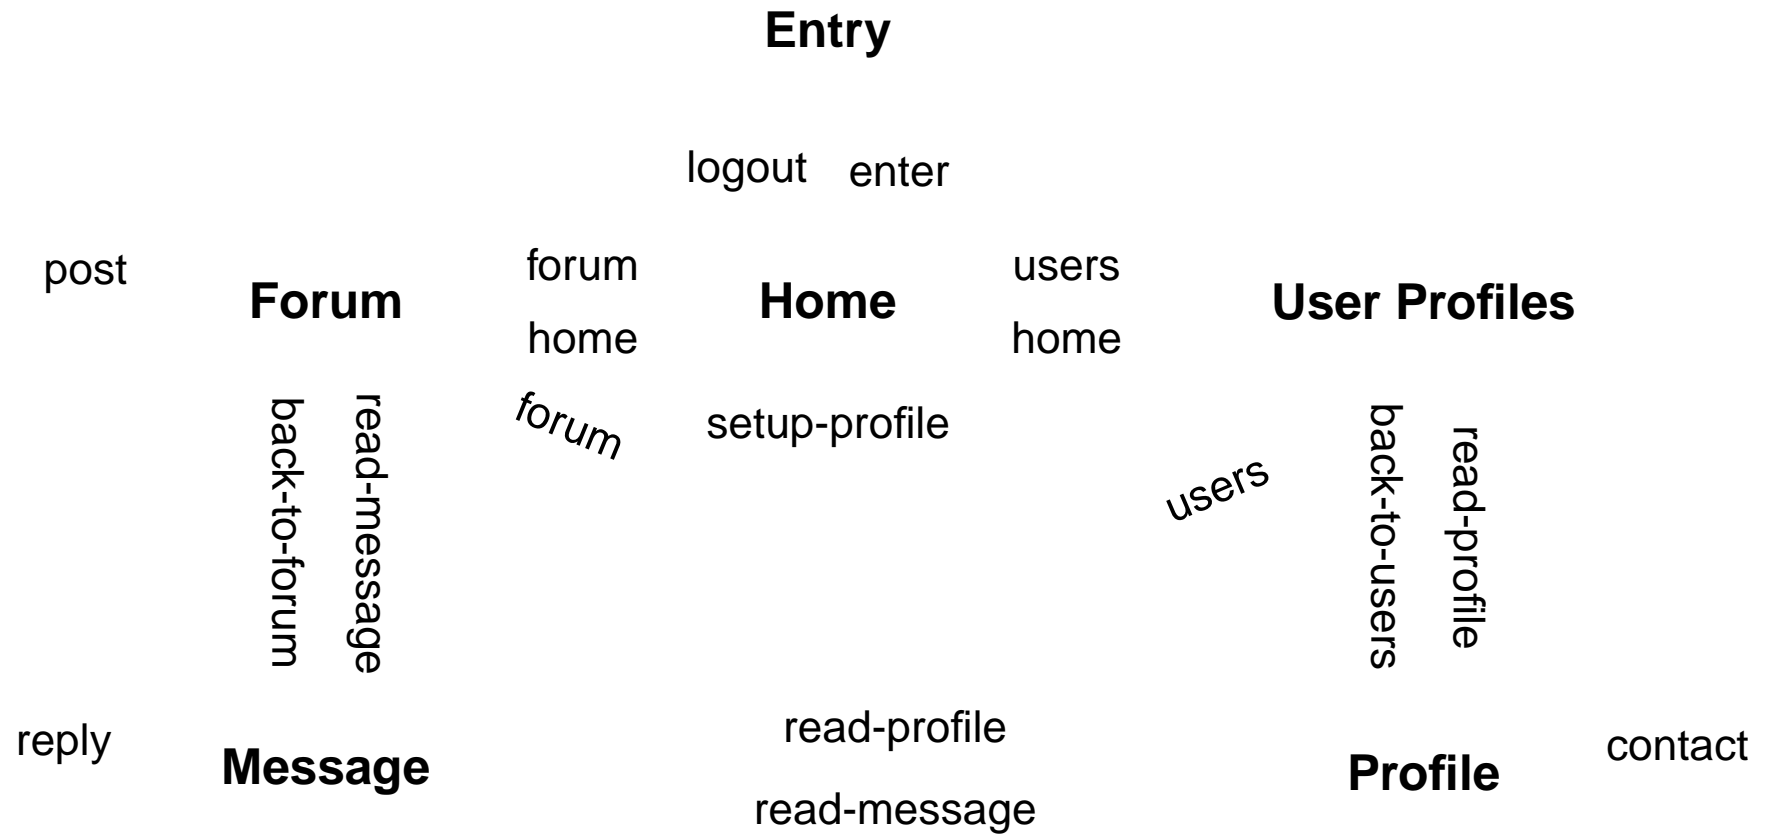 Entry
logout enter
post
forum
users
Forum
Home
User Profiles
home
home
forum
setup-profile
users
back-to-forum
read-message
back-to-users
read-profile
reply
read-profile
contact
Message
Profile
read-message